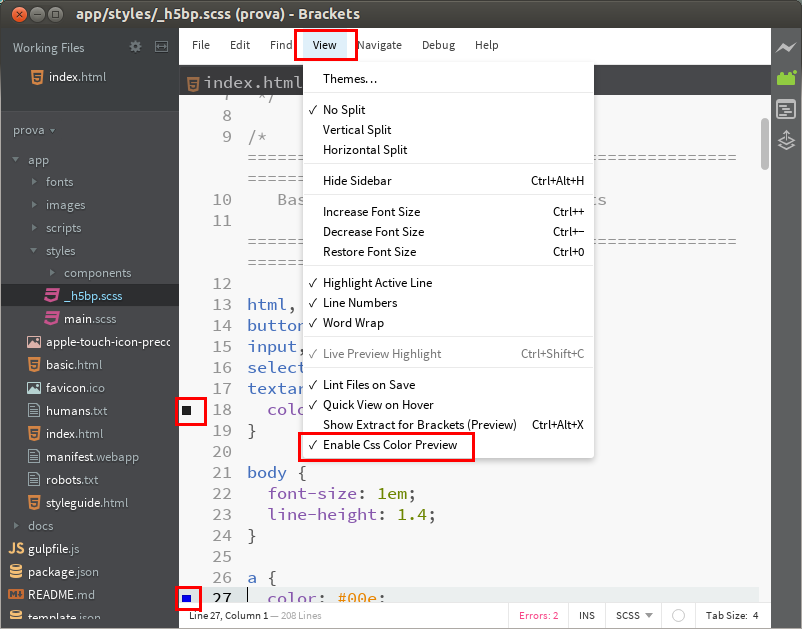 app/styles/_h5bp.scss (prova) - Brackets
Working Files
index.html
prova
app
fonts
images
scripts
styles
components
_h5bp.scss
main.scss
apple-touch-icon-precc
basic.html
favicon.ico
humans.txt
index.html
manifest.webapp
robots.txt
styleguide.html
docs
gulpfile.js
package.json
README.md
template.json
File Edit Find View Navigate Debug Help
index.html
Themes...
✓ No Split
Vertical Split
Horizontal Split
Hide Sidebar Ctrl+Alt+H
Increase Font Size Ctrl++
Decrease Font Size Ctrl+−
Restore Font Size Ctrl+0
✓ Highlight Active Line
✓ Line Numbers
✓ Word Wrap
✓ Live Preview Highlight Ctrl+Shift+C
✓ Lint Files on Save
✓ Quick View on Hover
Show Extract for Brackets (Preview) Ctrl+Alt+X
✓ Enable Css Color Preview
7 */
8
9 /*
10 Bas ts
11
12
13 html,
14 button
15 input,
16 select
17 textar
18 colo
19 }
20
21 body {
22 font-size: 1em;
23 line-height: 1.4;
24 }
25
26 a {
27 color: #00e;
Line 27, Column 1 — 208 Lines
Errors: 2 INS SCSS Tab Size: 4